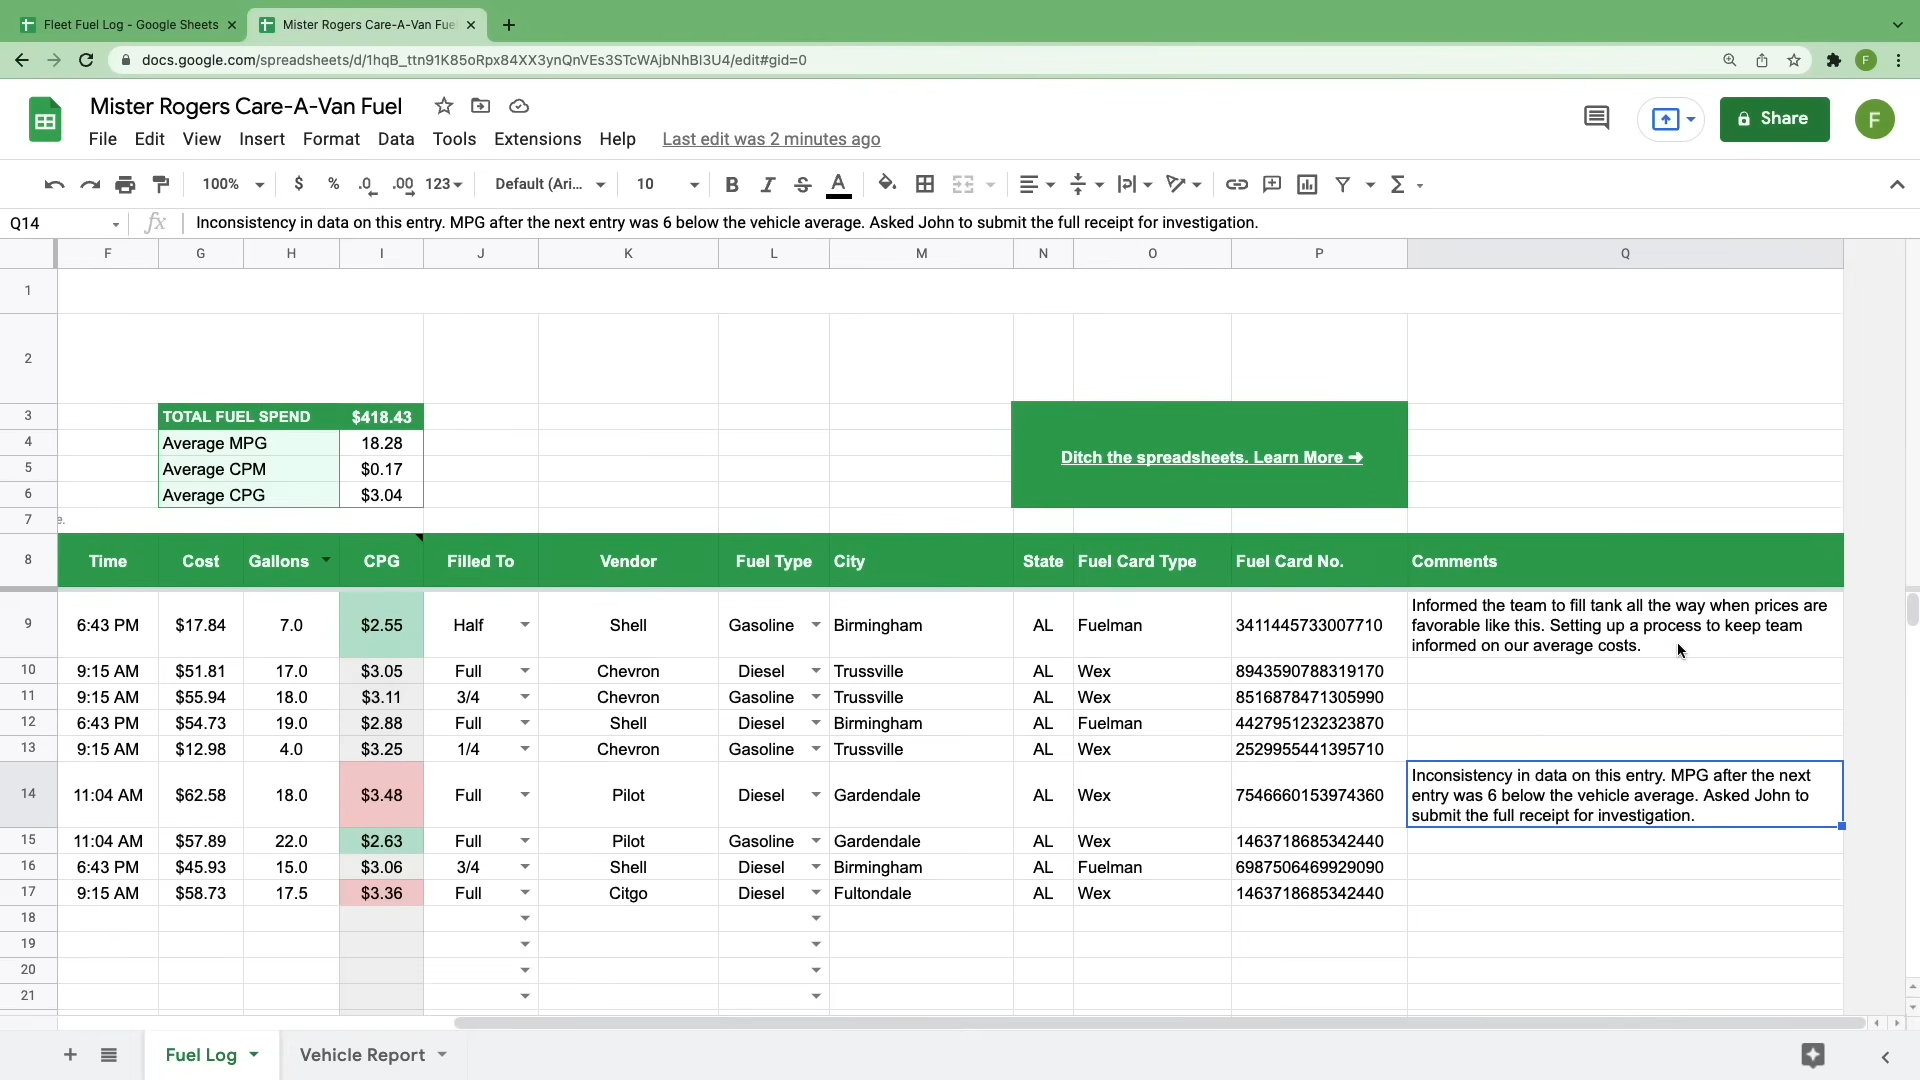 Fleet Fuel Log - Google Sheets
Mister Rogers Care-A-Van Fue
docs.google.com/spreadsheets/d/1hqB_ttn91K85oRpx84XX3ynQnVEs3STcWAjbNhBI3U4/edit#gid=0
F
Mister Rogers Care-A-Van Fuel
File Edit View Insert Format Data Tools Extensions Help Last edit was 2 minutes ago
Share
F
100% $ % .0 .00 123 Default (Ari... 10 B I S A Σ
Q14 fx Inconsistency in data on this entry. MPG after the next entry was 6 below the vehicle average. Asked John to submit the full receipt for investigation.
F G H I J K L M N O P Q
1
2
3 TOTAL FUEL SPEND $418.43
4 Average MPG 18.28
5 Average CPM $0.17
Ditch the spreadsheets. Learn More ➜
6 Average CPG $3.04
7 e.
8 Time Cost Gallons CPG Filled To Vendor Fuel Type City State Fuel Card Type Fuel Card No. Comments
9 6:43 PM $17.84 7.0 $2.55 Half Shell Gasoline Birmingham AL Fuelman 3411445733007710 Informed the team to fill tank all the way when prices are
favorable like this. Setting up a process to keep team
informed on our average costs.
10 9:15 AM $51.81 17.0 $3.05 Full Chevron Diesel Trussville AL Wex 8943590788319170
11 9:15 AM $55.94 18.0 $3.11 3/4 Chevron Gasoline Trussville AL Wex 8516878471305990
12 6:43 PM $54.73 19.0 $2.88 Full Shell Diesel Birmingham AL Fuelman 4427951232323870
13 9:15 AM $12.98 4.0 $3.25 1/4 Chevron Gasoline Trussville AL Wex 2529955441395710
14 11:04 AM $62.58 18.0 $3.48 Full Pilot Diesel Gardendale AL Wex 7546660153974360 Inconsistency in data on this entry. MPG after the next
entry was 6 below the vehicle average. Asked John to
submit the full receipt for investigation.
15 11:04 AM $57.89 22.0 $2.63 Full Pilot Gasoline Gardendale AL Wex 1463718685342440
16 6:43 PM $45.93 15.0 $3.06 3/4 Shell Diesel Birmingham AL Fuelman 6987506469929090
17 9:15 AM $58.73 17.5 $3.36 Full Citgo Diesel Fultondale AL Wex 1463718685342440
18
19
20
21
Fuel Log Vehicle Report